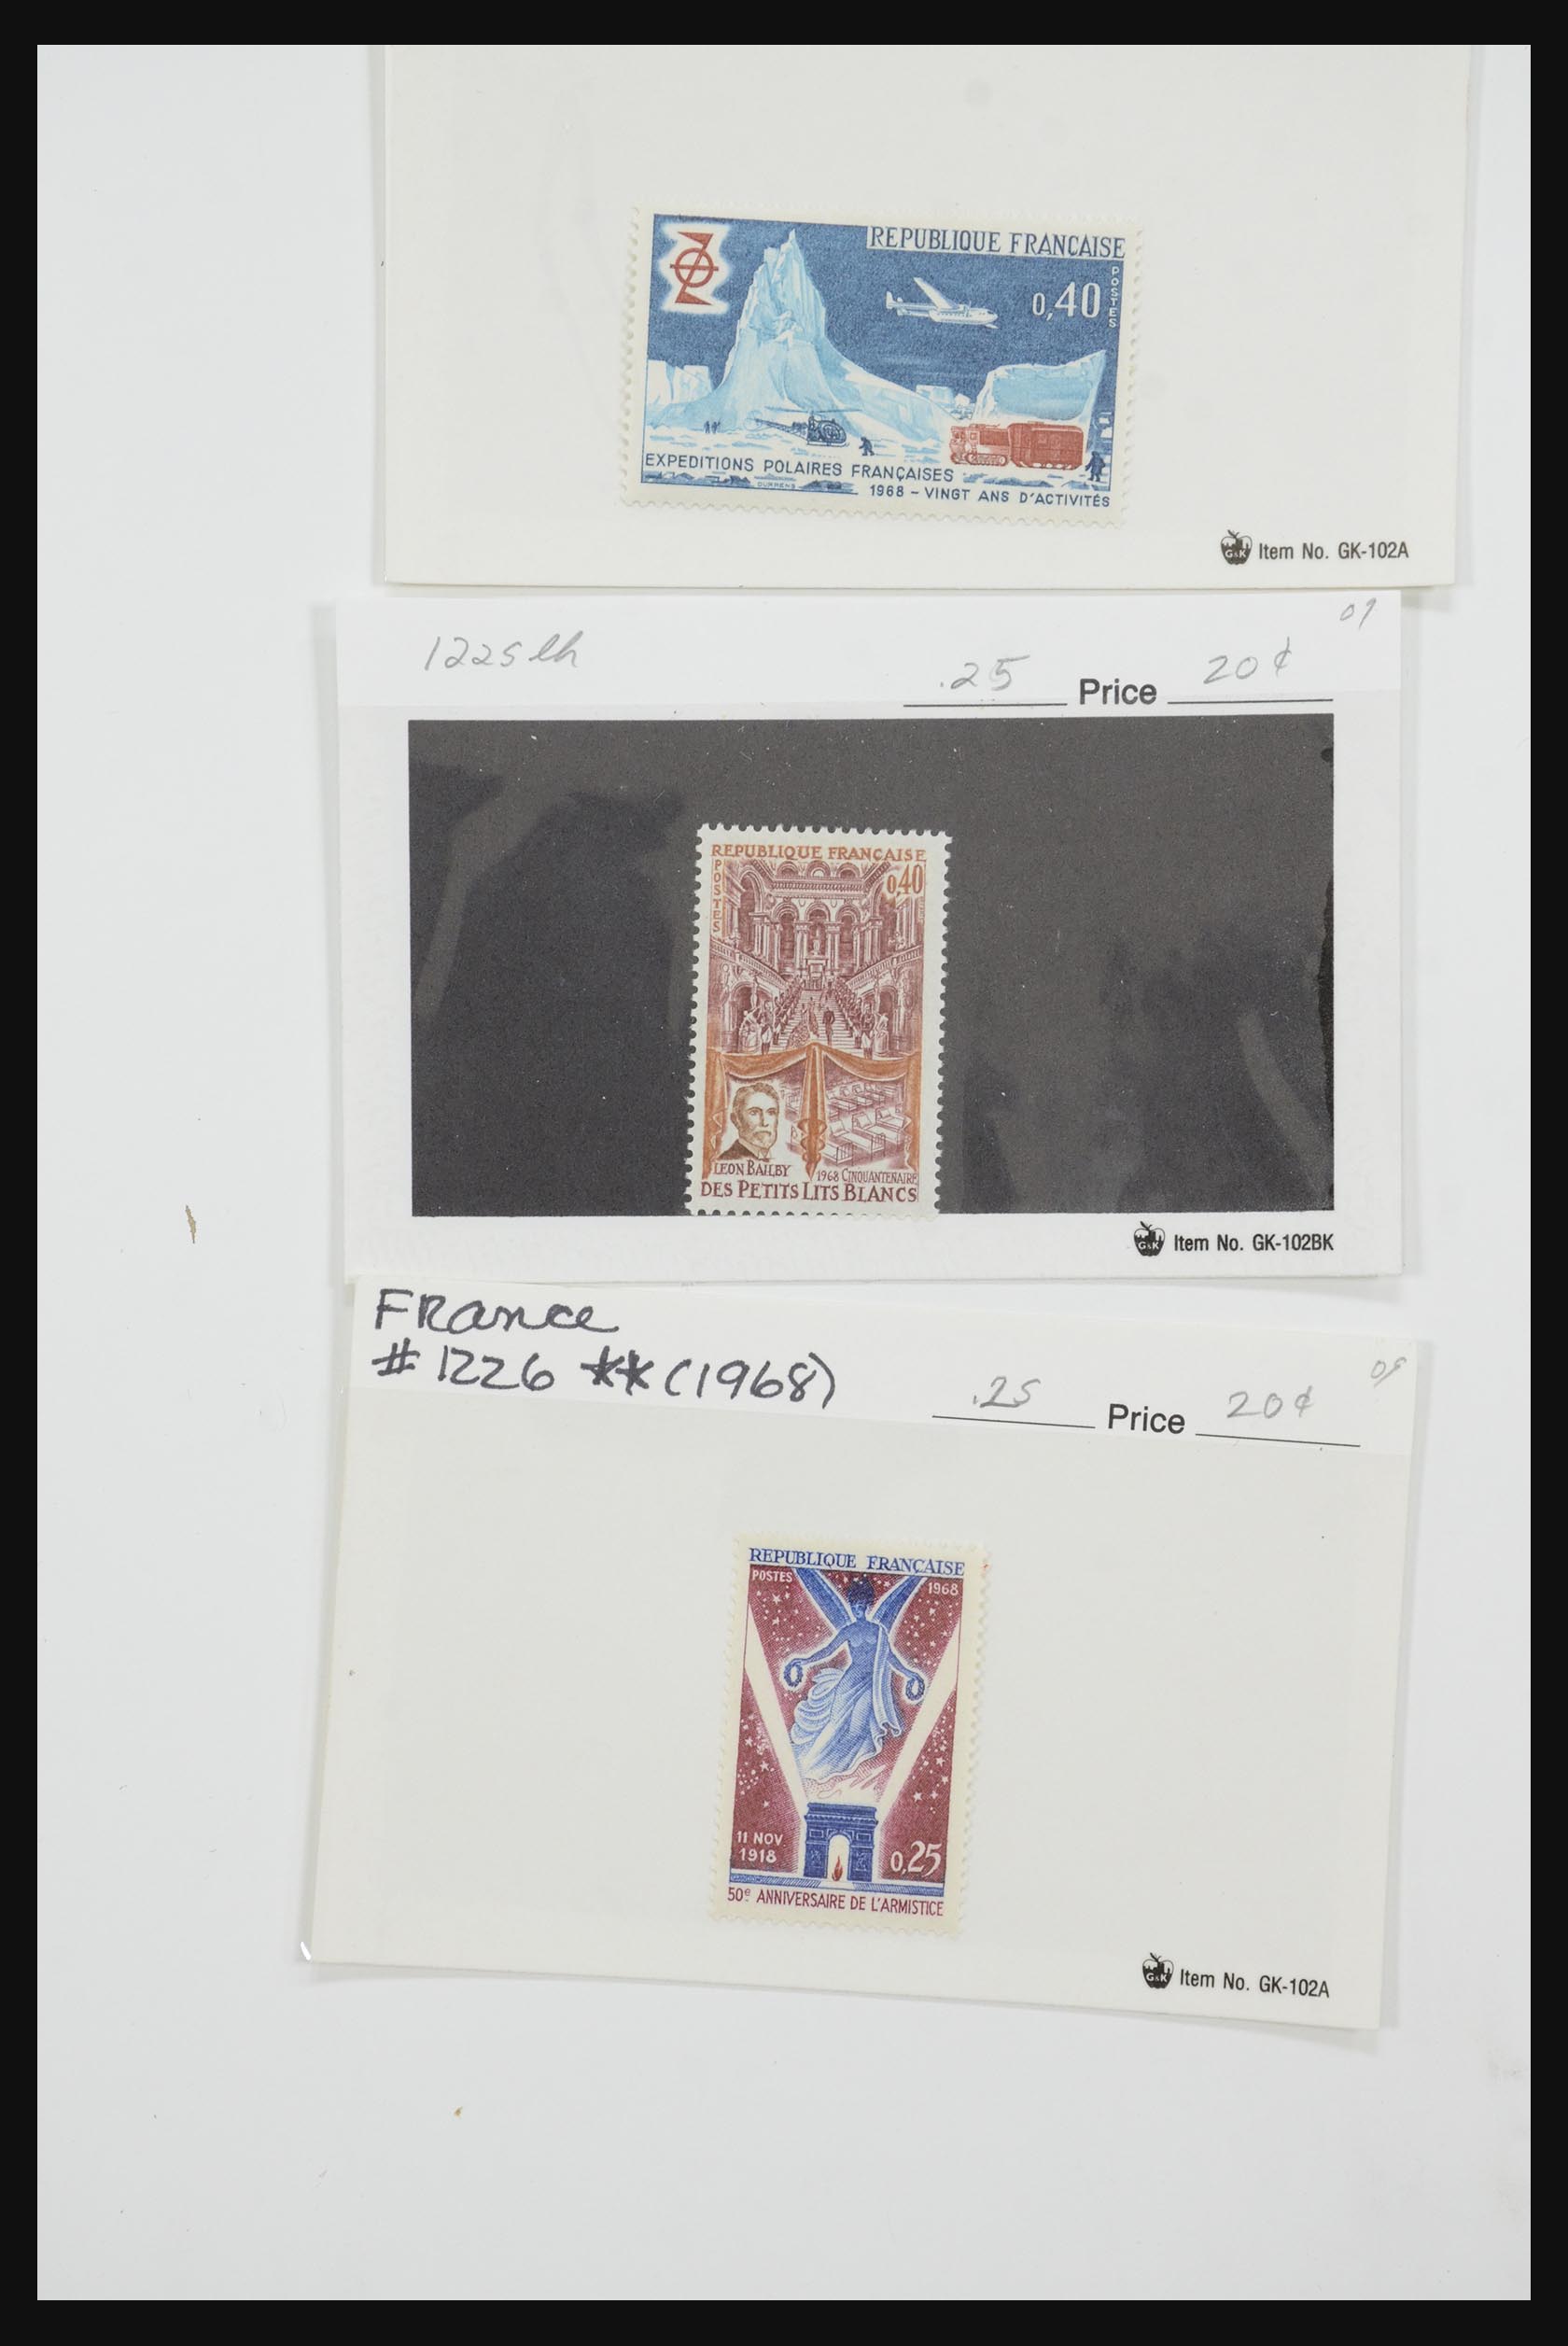 REPUBLIQUE FRANÇAISE
0,40
POSTES
EXPEDITIONS POLAIRES FRANÇAISES
DURRENS
1968 – VINGT ANS D'ACTIVITÉS
G&K Item No. GK-102A
09
1225 lh
.25 Price 20¢
REPUBLIQUE FRANÇAISE
POSTES
0,40
LEON BAILBY 1968 CINQUANTENAIRE
DES PETITS LITS BLANCS
G&K Item No. GK-102BK
FRance
#1226 **(1968)
09
.25 Price 20¢
REPUBLIQUE FRANÇAISE
POSTES 1968
11 NOV
1918
0,25
50e ANNIVERSAIRE DE L'ARMISTICE
G&K Item No. GK-102A